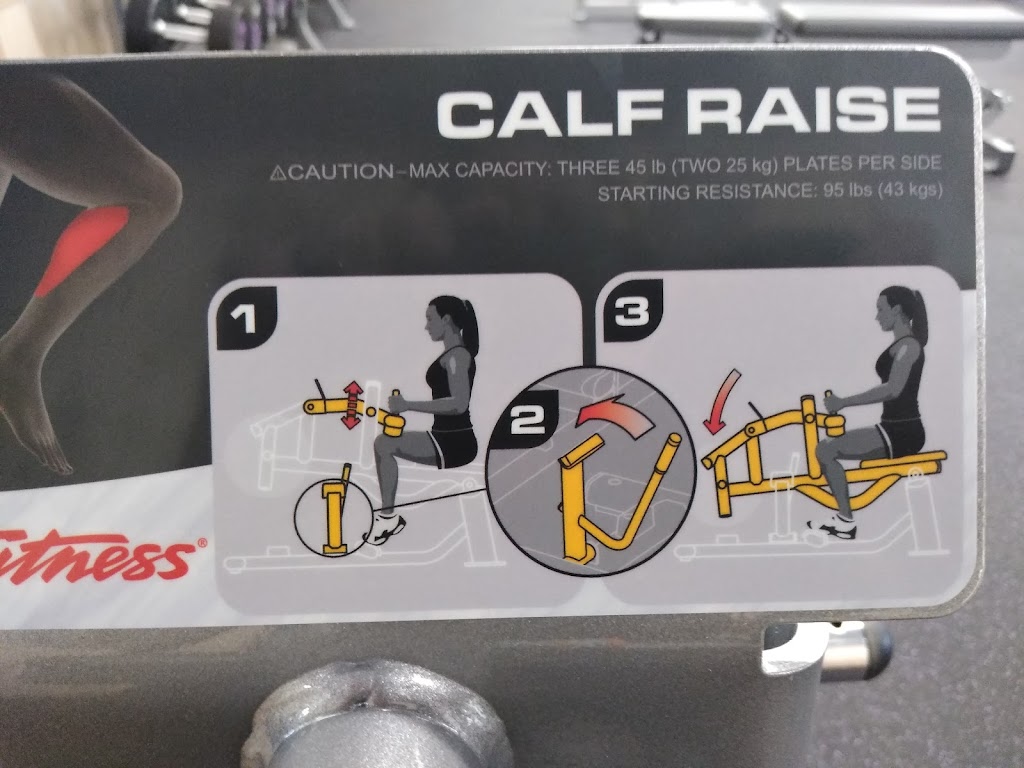 CALF RAISE
⚠CAUTION–MAX CAPACITY: THREE 45 lb (TWO 25 kg) PLATES PER SIDE
STARTING RESISTANCE: 95 lbs (43 kgs)
1
2
3
Fitness®